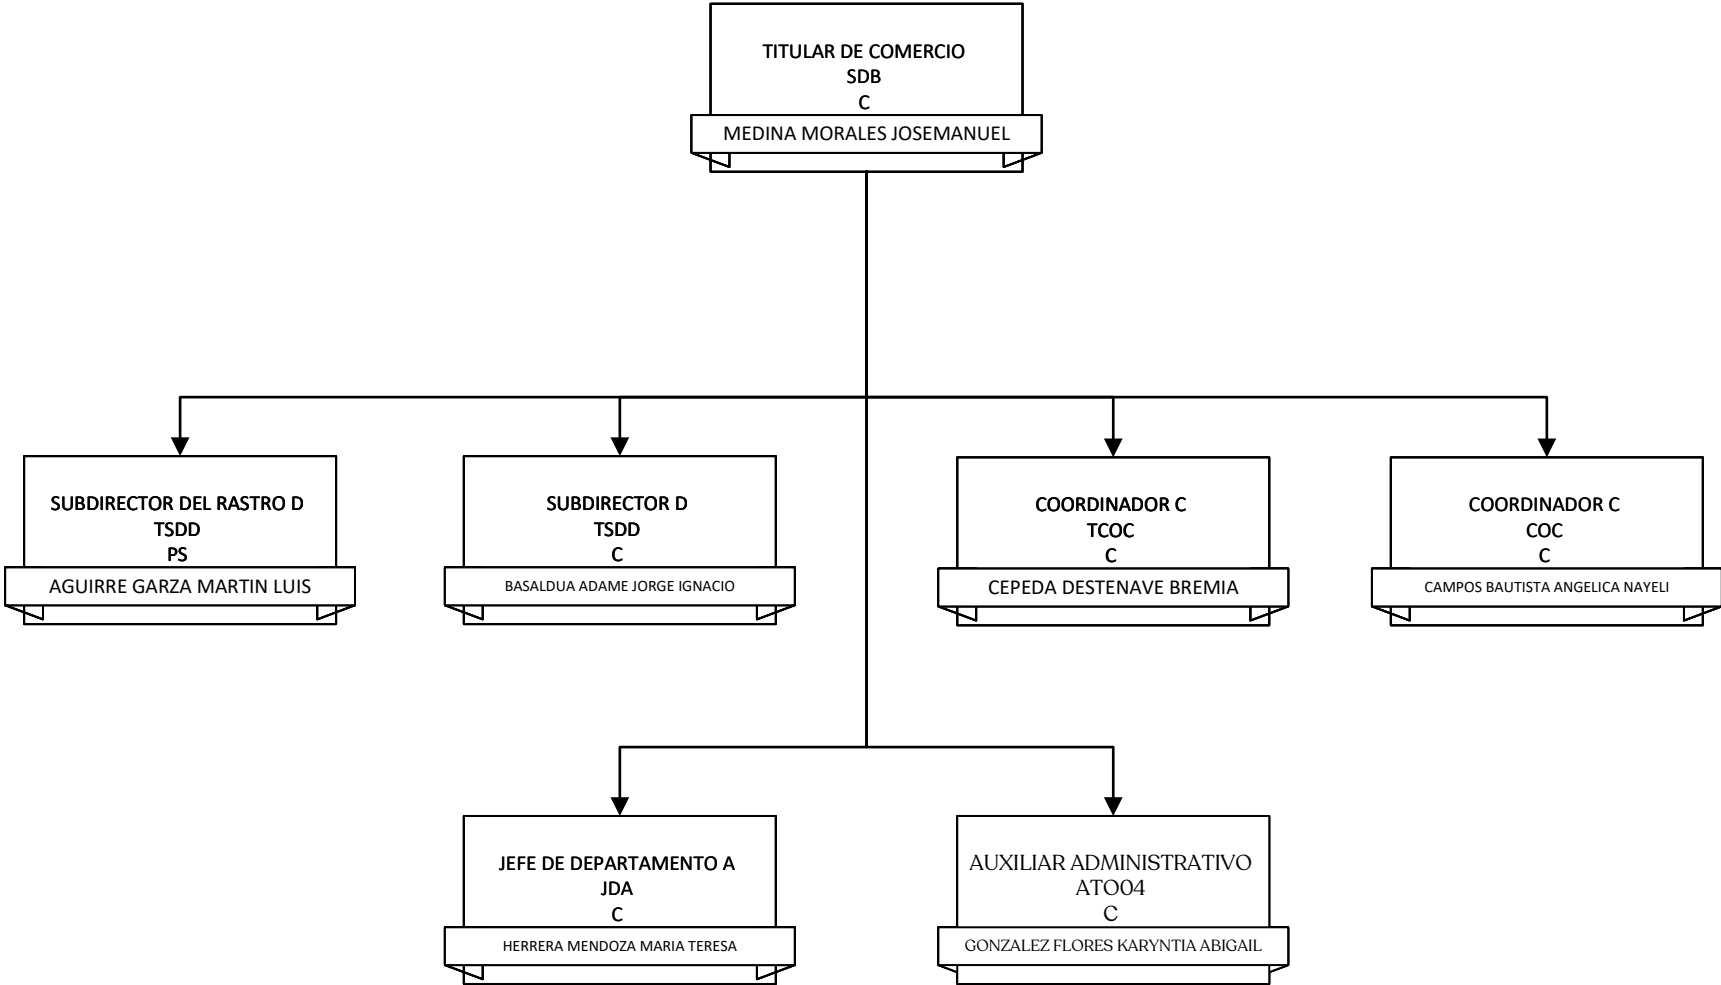 TITULAR DE COMERCIO
SDB
C
MEDINA MORALES JOSEMANUEL
SUBDIRECTOR DEL RASTRO D
TSDD
PS
AGUIRRE GARZA MARTIN LUIS
SUBDIRECTOR D
TSDD
C
BASALDUA ADAME JORGE IGNACIO
COORDINADOR C
TCOC
C
CEPEDA DESTENAVE BREMIA
COORDINADOR C
COC
C
CAMPOS BAUTISTA ANGELICA NAYELI
JEFE DE DEPARTAMENTO A
JDA
C
HERRERA MENDOZA MARIA TERESA
AUXILIAR ADMINISTRATIVO
ATO04
C
GONZALEZ FLORES KARYNTIA ABIGAIL